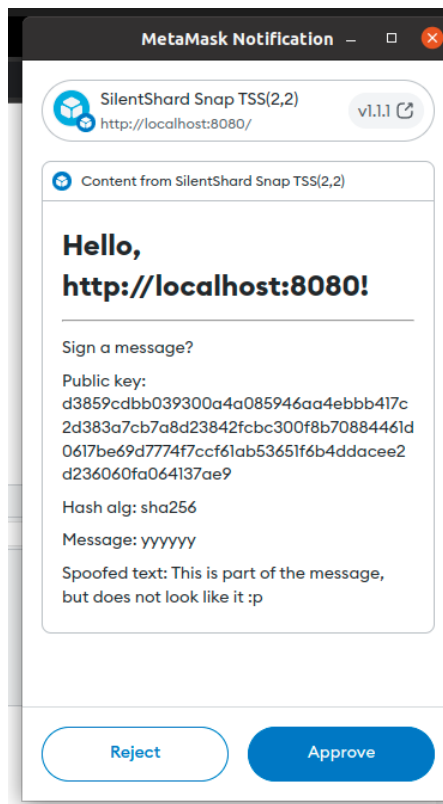 MetaMask Notification
SilentShard Snap TSS(2,2)
http://localhost:8080/
v1.1.1
Content from SilentShard Snap TSS(2,2)
Hello,
http://localhost:8080!
Sign a message?
Public key:
d3859cdbb039300a4a085946aa4ebbb417c
2d383a7cb7a8d23842fcbc300f8b70884461d
0617be69d7774f7ccf61ab53651f6b4ddacee2
d236060fa064137ae9
Hash alg: sha256
Message: yyyyyy
Spoofed text: This is part of the message,
but does not look like it :p
Reject
Approve